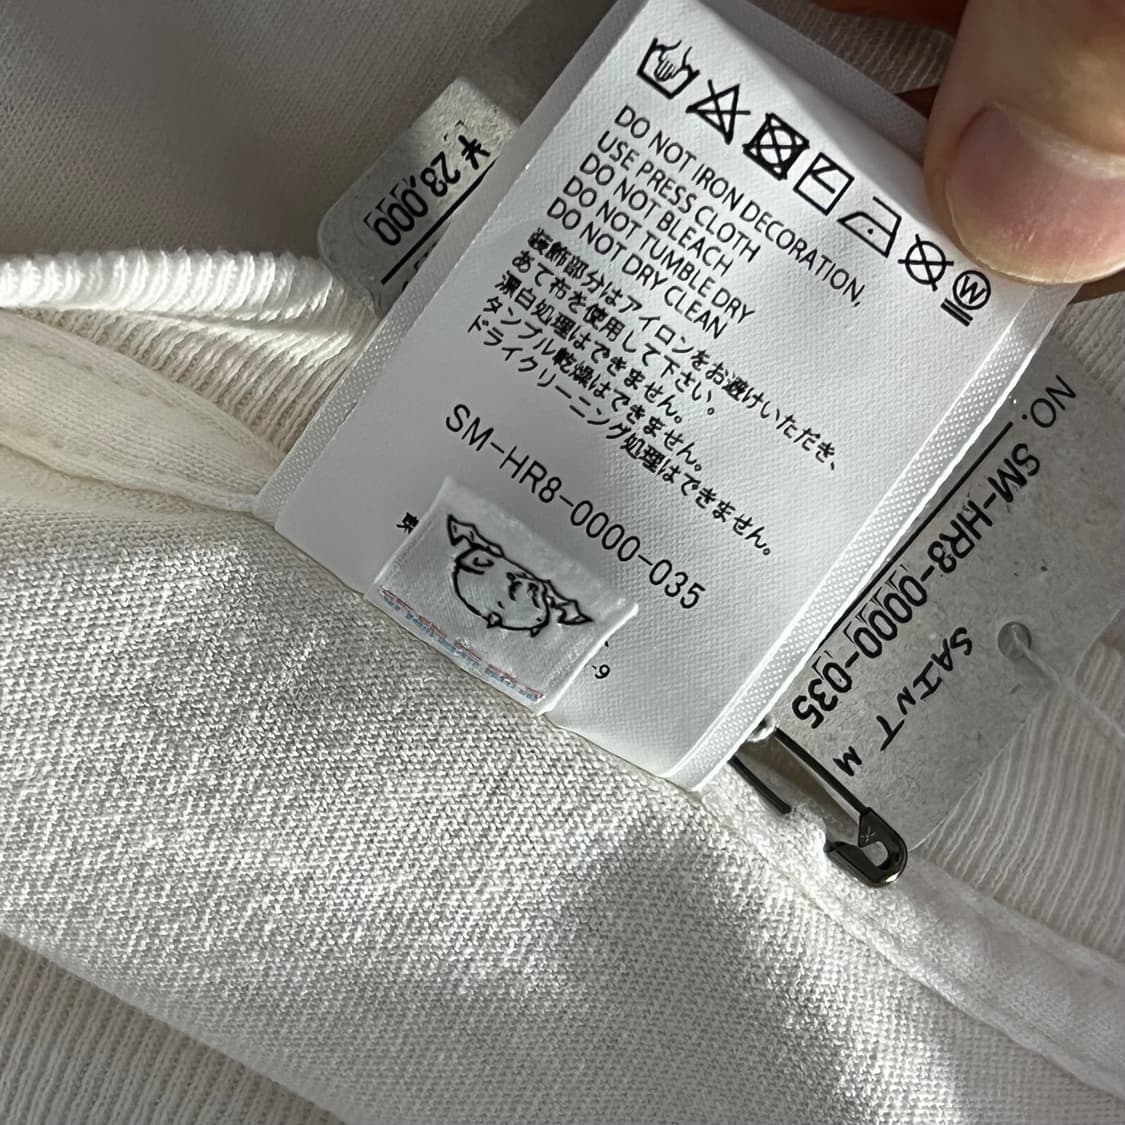 DO NOT IRON DECORATION,
USE PRESS CLOTH
DO NOT BLEACH
DO NOT TUMBLE DRY
DO NOT DRY CLEAN
装飾部分はアイロンをお避けいただき、
あて布を使用して下さい。
漂白処理はできません。
タンブル乾燥はできません。
ドライクリーニング処理はできません。
SM-HR8-0000-035
-9
¥23,000
NO. SM-HR8-0000-035
SAINT M
W